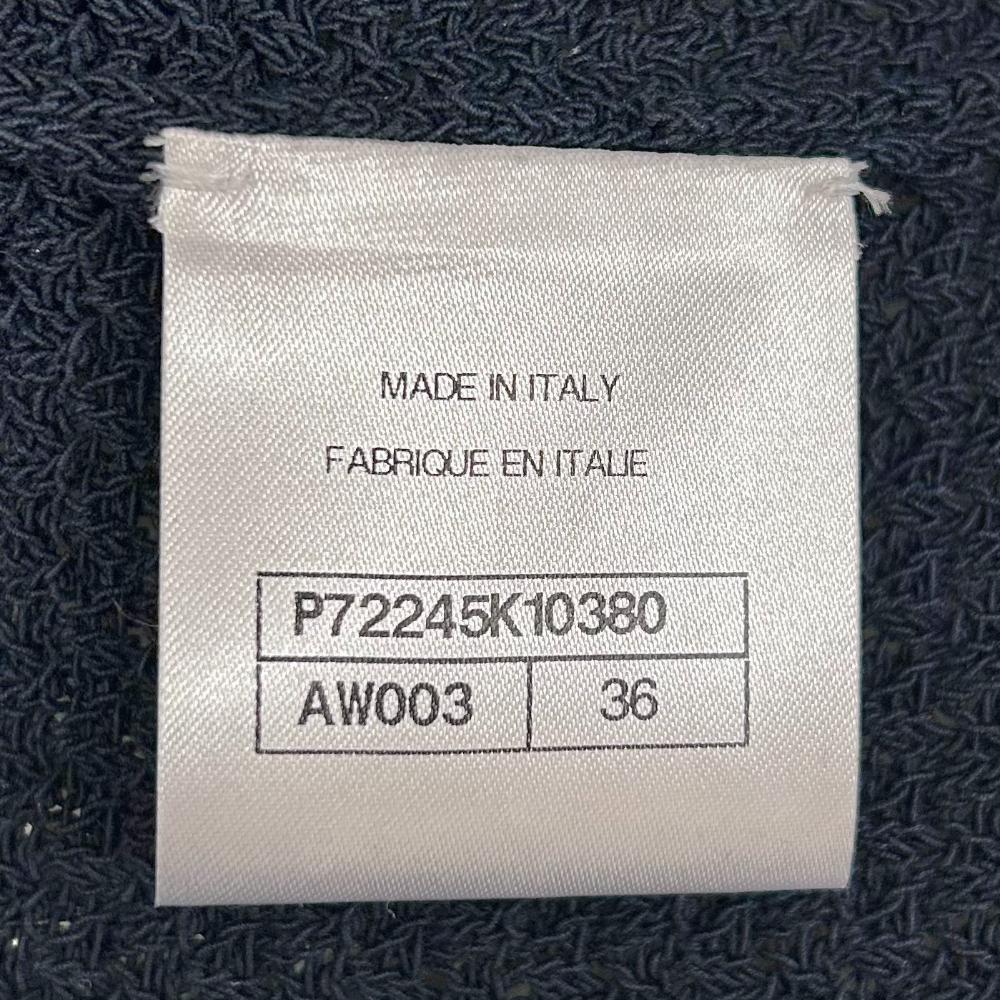 MADE IN ITALY
FABRIQUE EN ITALIE
P72245K10380
AW003 36